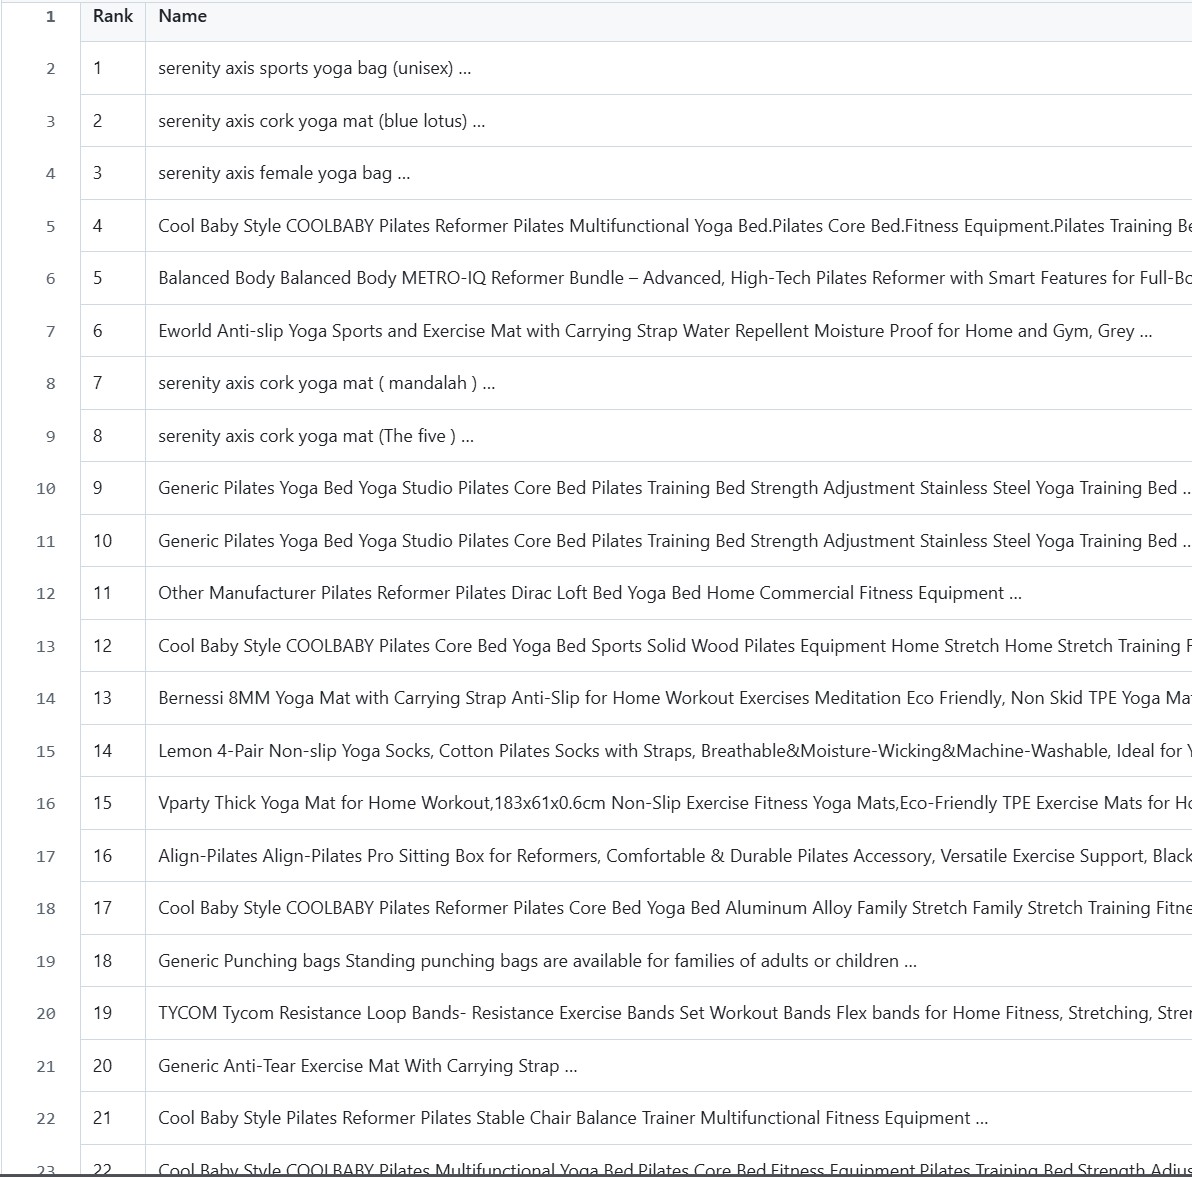 1 Rank Name
2 1 serenity axis sports yoga bag (unisex) ...
3 2 serenity axis cork yoga mat (blue lotus) ...
4 3 serenity axis female yoga bag ...
5 4 Cool Baby Style COOLBABY Pilates Reformer Pilates Multifunctional Yoga Bed.Pilates Core Bed.Fitness Equipment.Pilates Training
6 5 Balanced Body Balanced Body METRO-IQ Reformer Bundle – Advanced, High-Tech Pilates Reformer with Smart Features for
7 6 Eworld Anti-slip Yoga Sports and Exercise Mat with Carrying Strap Water Repellent Moisture Proof for Home and Gym, Grey ...
8 7 serenity axis cork yoga mat ( mandalah ) ...
9 8 serenity axis cork yoga mat (The five ) ...
10 9 Generic Pilates Yoga Bed Yoga Studio Pilates Core Bed Pilates Training Bed Strength Adjustment Stainless Steel Yoga Training Bed ..
11 10 Generic Pilates Yoga Bed Yoga Studio Pilates Core Bed Pilates Training Bed Strength Adjustment Stainless Steel Yoga Training Bed ..
12 11 Other Manufacturer Pilates Reformer Pilates Dirac Loft Bed Yoga Bed Home Commercial Fitness Equipment ...
13 12 Cool Baby Style COOLBABY Pilates Core Bed Yoga Bed Sports Solid Wood Pilates Equipment Home Stretch Home Stretch Training
14 13 Bernessi 8MM Yoga Mat with Carrying Strap Anti-Slip for Home Workout Exercises Meditation Eco Friendly, Non Skid TPE Yoga
15 14 Lemon 4-Pair Non-slip Yoga Socks, Cotton Pilates Socks with Straps, Breathable&Moisture-Wicking&Machine-Washable, Ideal for
16 15 Vparty Thick Yoga Mat for Home Workout,183x61x0.6cm Non-Slip Exercise Fitness Yoga Mats,Eco-Friendly TPE Exercise Mats for
17 16 Align-Pilates Align-Pilates Pro Sitting Box for Reformers, Comfortable & Durable Pilates Accessory, Versatile Exercise Support, Black
18 17 Cool Baby Style COOLBABY Pilates Reformer Pilates Core Bed Yoga Bed Aluminum Alloy Family Stretch Family Stretch Training
19 18 Generic Punching bags Standing punching bags are available for families of adults or children ...
20 19 TYCOM Tycom Resistance Loop Bands- Resistance Exercise Bands Set Workout Bands Flex bands for Home Fitness, Stretching,
21 20 Generic Anti-Tear Exercise Mat With Carrying Strap ...
22 21 Cool Baby Style Pilates Reformer Pilates Stable Chair Balance Trainer Multifunctional Fitness Equipment ...
23 22 Cool Baby Style COOLBABY Pilates Multifunctional Yoga Bed.Pilates Core Bed.Fitness Equipment.Pilates Training Bed.Strength